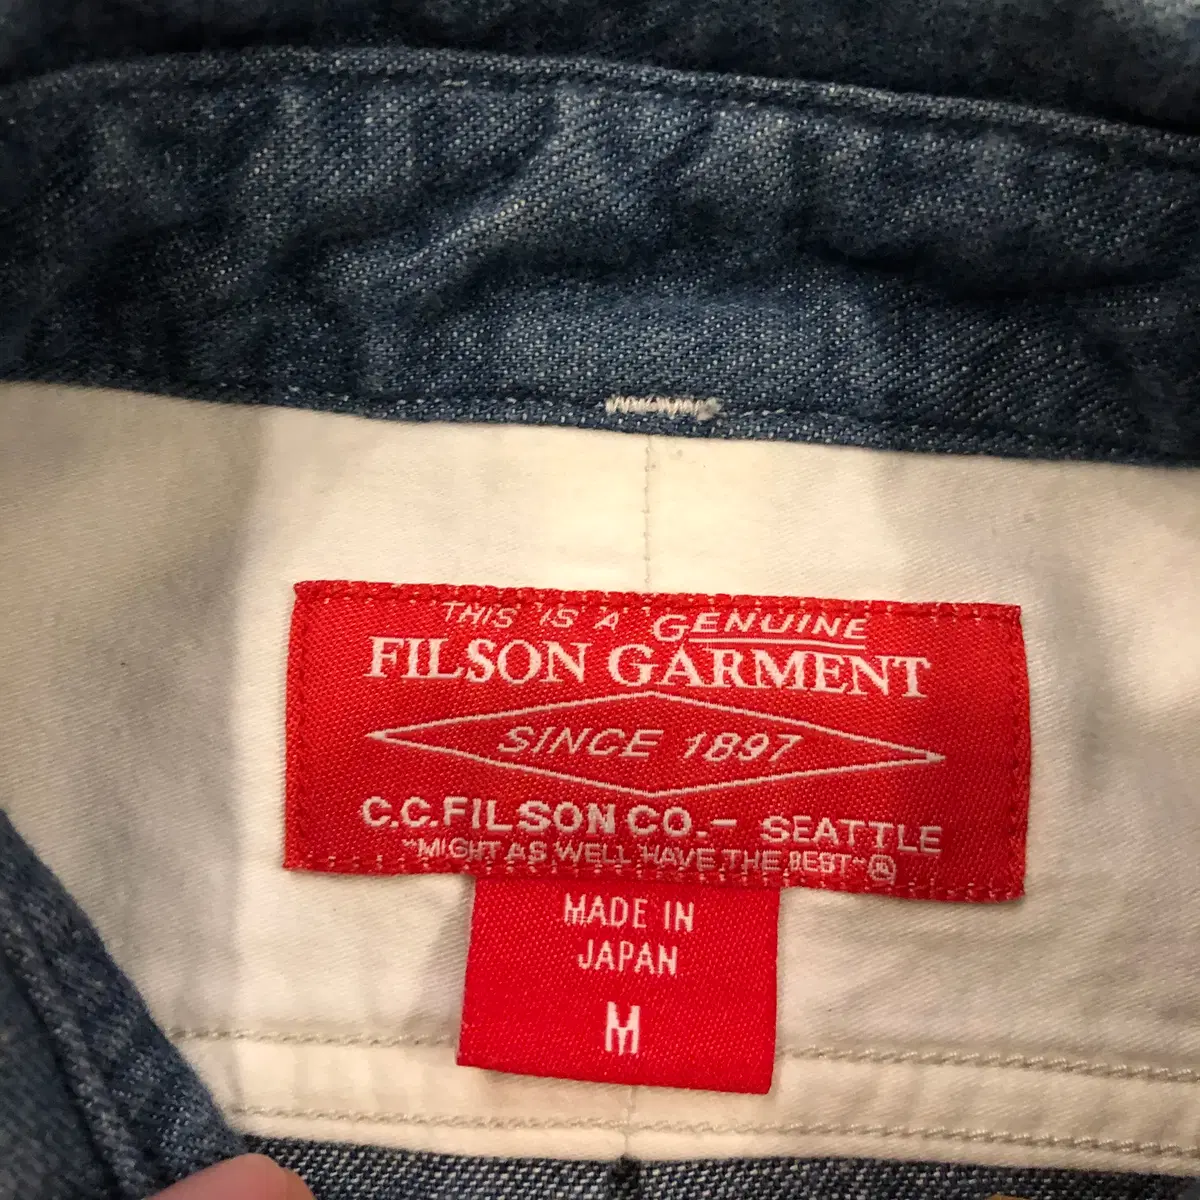 THIS IS A GENUINE
FILSON GARMENT
SINCE 1897
C.C.FILSON CO.- SEATTLE
"MIGHT AS WELL HAVE THE BEST" ®
MADE IN
JAPAN
M